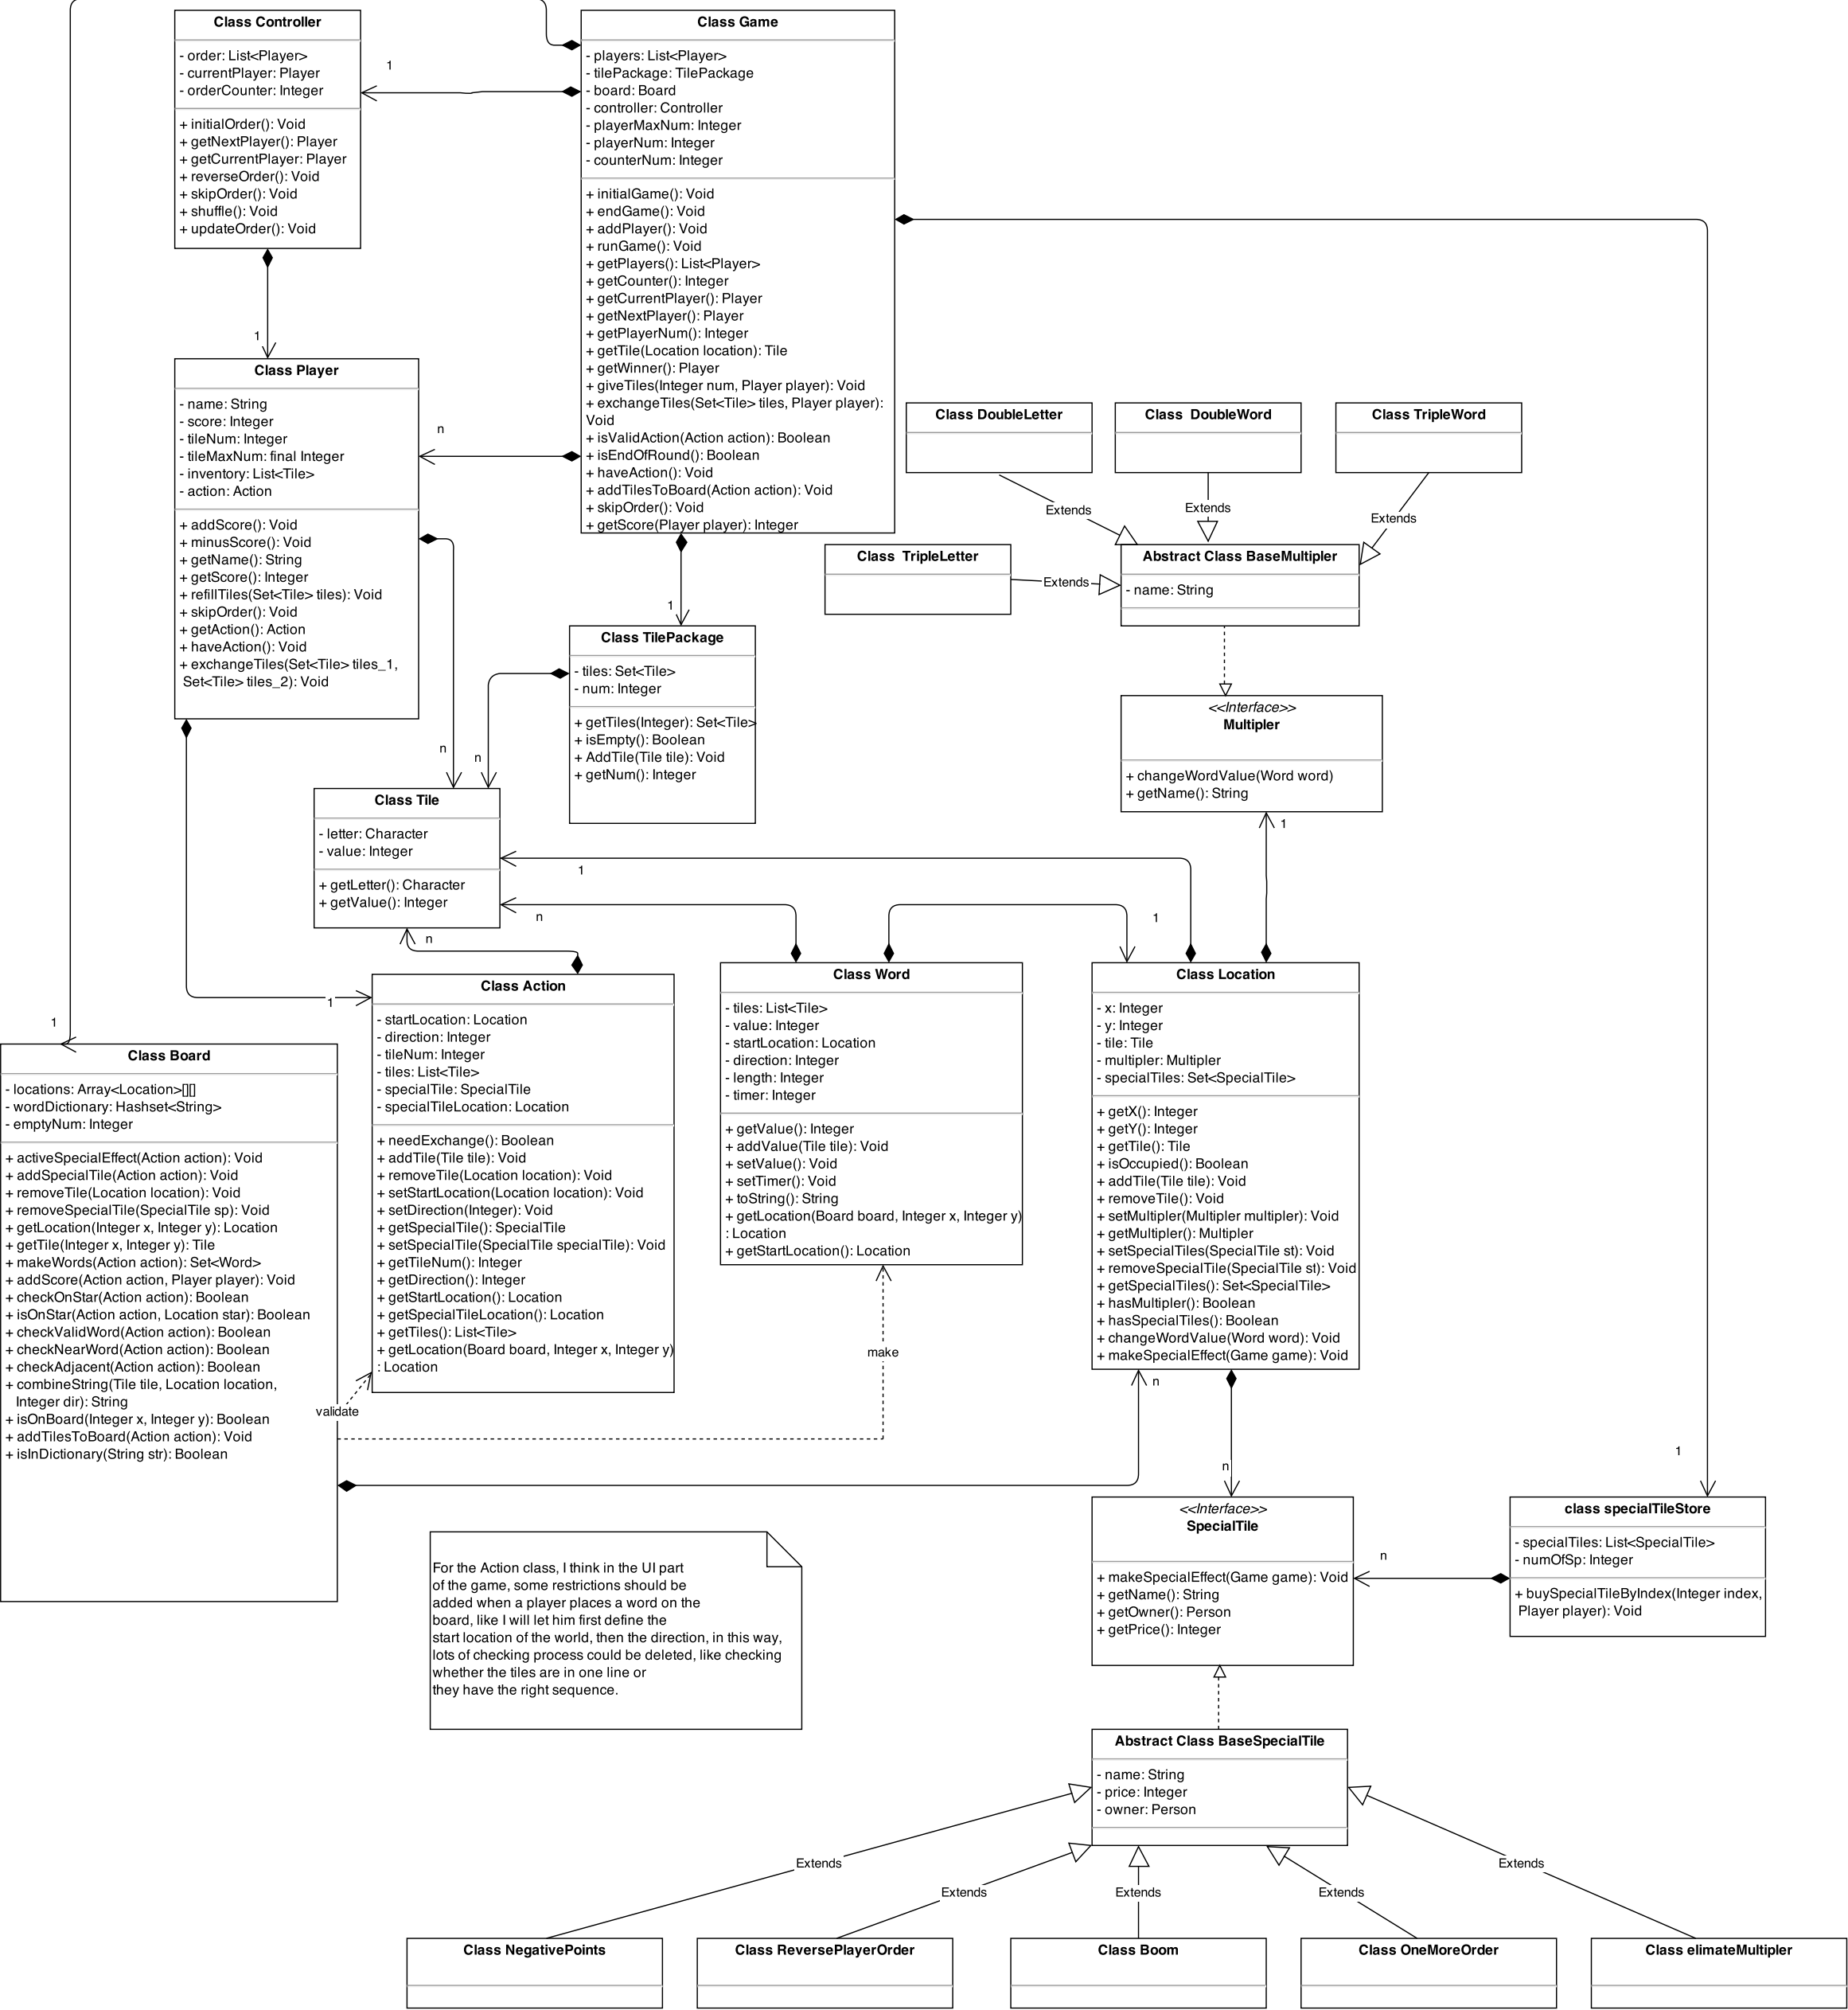 Class Controller
- order: List<Player>
- currentPlayer: Player
- orderCounter: Integer
+ initialOrder(): Void
+ getNextPlayer(): Player
+ getCurrentPlayer: Player
+ reverseOrder(): Void
+ skipOrder(): Void
+ shuffle(): Void
+ updateOrder(): Void
1
Class Game
- players: List<Player>
- tilePackage: TilePackage
- board: Board
- controller: Controller
- playerMaxNum: Integer
- playerNum: Integer
- counterNum: Integer
+ initialGame(): Void
+ endGame(): Void
+ addPlayer(): Void
+ runGame(): Void
+ getPlayers(): List<Player>
+ getCounter(): Integer
+ getCurrentPlayer(): Player
+ getNextPlayer(): Player
+ getPlayerNum(): Integer
+ getTile(Location location): Tile
+ getWinner(): Player
+ giveTiles(Integer num, Player player): Void
+ exchangeTiles(Set<Tile> tiles, Player player):
Void
+ isValidAction(Action action): Boolean
+ isEndOfRound(): Boolean
+ haveAction(): Void
+ addTilesToBoard(Action action): Void
+ skipOrder(): Void
+ getScore(Player player): Integer
1
Class Player
- name: String
- score: Integer
- tileNum: Integer
- tileMaxNum: final Integer
- inventory: List<Tile>
- action: Action
+ addScore(): Void
+ minusScore(): Void
+ getName(): String
+ getScore(): Integer
+ refillTiles(Set<Tile> tiles): Void
+ skipOrder(): Void
+ getAction(): Action
+ haveAction(): Void
+ exchangeTiles(Set<Tile> tiles_1,
Set<Tile> tiles_2): Void
n
Class DoubleLetter
Class  DoubleWord
Class TripleWord
Extends
Extends
Extends
Class  TripleLetter
Extends
Abstract Class BaseMultipler
- name: String
1
Class TilePackage
- tiles: Set<Tile>
- num: Integer
+ getTiles(Integer): Set<Tile>
+ isEmpty(): Boolean
+ AddTile(Tile tile): Void
+ getNum(): Integer
<<Interface>>
Multipler
+ changeWordValue(Word word)
+ getName(): String
n
n
1
Class Tile
- letter: Character
- value: Integer
+ getLetter(): Character
+ getValue(): Integer
1
n
1
n
1
1
Class Action
- startLocation: Location
- direction: Integer
- tileNum: Integer
- tiles: List<Tile>
- specialTile: SpecialTile
- specialTileLocation: Location
+ needExchange(): Boolean
+ addTile(Tile tile): Void
+ removeTile(Location location): Void
+ setStartLocation(Location location): Void
+ setDirection(Integer): Void
+ getSpecialTile(): SpecialTile
+ setSpecialTile(SpecialTile specialTile): Void
+ getTileNum(): Integer
+ getDirection(): Integer
+ getStartLocation(): Location
+ getSpecialTileLocation(): Location
+ getTiles(): List<Tile>
+ getLocation(Board board, Integer x, Integer y)
: Location
Class Word
- tiles: List<Tile>
- value: Integer
- startLocation: Location
- direction: Integer
- length: Integer
- timer: Integer
+ getValue(): Integer
+ addValue(Tile tile): Void
+ setValue(): Void
+ setTimer(): Void
+ toString(): String
+ getLocation(Board board, Integer x, Integer y)
: Location
+ getStartLocation(): Location
Class Location
- x: Integer
- y: Integer
- tile: Tile
- multipler: Multipler
- specialTiles: Set<SpecialTile>
+ getX(): Integer
+ getY(): Integer
+ getTile(): Tile
+ isOccupied(): Boolean
+ addTile(Tile tile): Void
+ removeTile(): Void
+ setMultipler(Multipler multipler): Void
+ getMultipler(): Multipler
+ setSpecialTiles(SpecialTile st): Void
+ removeSpecialTile(SpecialTile st): Void
+ getSpecialTiles(): Set<SpecialTile>
+ hasMultipler(): Boolean
+ hasSpecialTiles(): Boolean
+ changeWordValue(Word word): Void
+ makeSpecialEffect(Game game): Void
Class Board
- locations: Array<Location>[][]
- wordDictionary: Hashset<String>
- emptyNum: Integer
+ activeSpecialEffect(Action action): Void
+ addSpecialTile(Action action): Void
+ removeTile(Location location): Void
+ removeSpecialTile(SpecialTile sp): Void
+ getLocation(Integer x, Integer y): Location
+ getTile(Integer x, Integer y): Tile
+ makeWords(Action action): Set<Word>
+ addScore(Action action, Player player): Void
+ checkOnStar(Action action): Boolean
+ isOnStar(Action action, Location star): Boolean
+ checkValidWord(Action action): Boolean
+ checkNearWord(Action action): Boolean
+ checkAdjacent(Action action): Boolean
+ combineString(Tile tile, Location location,
Integer dir): String
+ isOnBoard(Integer x, Integer y): Boolean
+ addTilesToBoard(Action action): Void
+ isInDictionary(String str): Boolean
validate
make
n
n
1
For the Action class, I think in the UI part
of the game, some restrictions should be
added when a player places a word on the
board, like I will let him first define the
start location of the world, then the direction, in this way,
lots of checking process could be deleted, like checking
whether the tiles are in one line or
they have the right sequence.
<<Interface>>
SpecialTile
+ makeSpecialEffect(Game game): Void
+ getName(): String
+ getOwner(): Person
+ getPrice(): Integer
n
class specialTileStore
- specialTiles: List<SpecialTile>
- numOfSp: Integer
+ buySpecialTileByIndex(Integer index,
Player player): Void
Abstract Class BaseSpecialTile
- name: String
- price: Integer
- owner: Person
Extends
Extends
Extends
Extends
Extends
Class NegativePoints
Class ReversePlayerOrder
Class Boom
Class OneMoreOrder
Class elimateMultipler